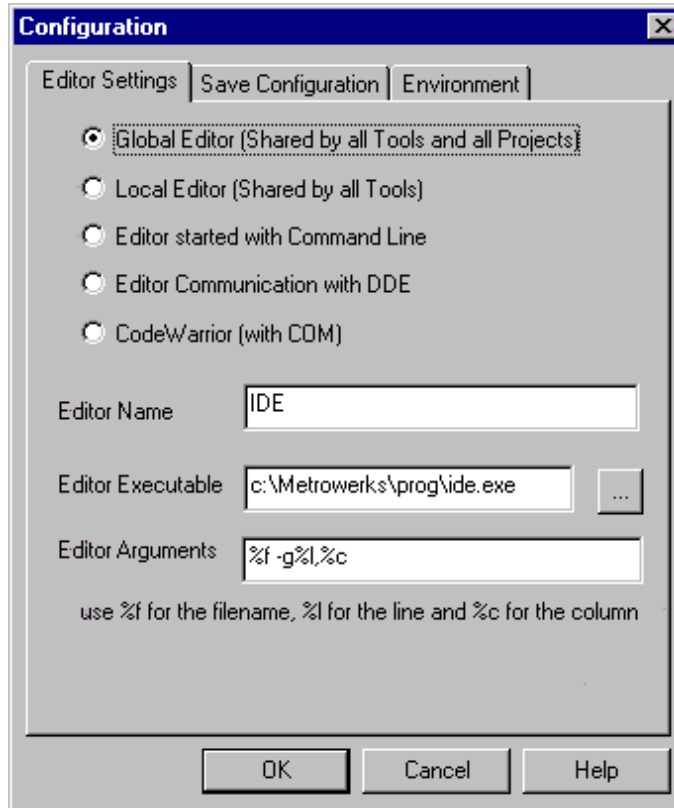 Configuration
Editor Settings Save Configuration Environment
Global Editor (Shared by all Tools and all Projects)
Local Editor (Shared by all Tools)
Editor started with Command Line
Editor Communication with DDE
CodeWarrior (with COM)
Editor Name IDE
Editor Executable c:\Metrowerks\prog\ide.exe ...
Editor Arguments %f -g%l,%c
use %f for the filename, %l for the line and %c for the column
OK Cancel Help